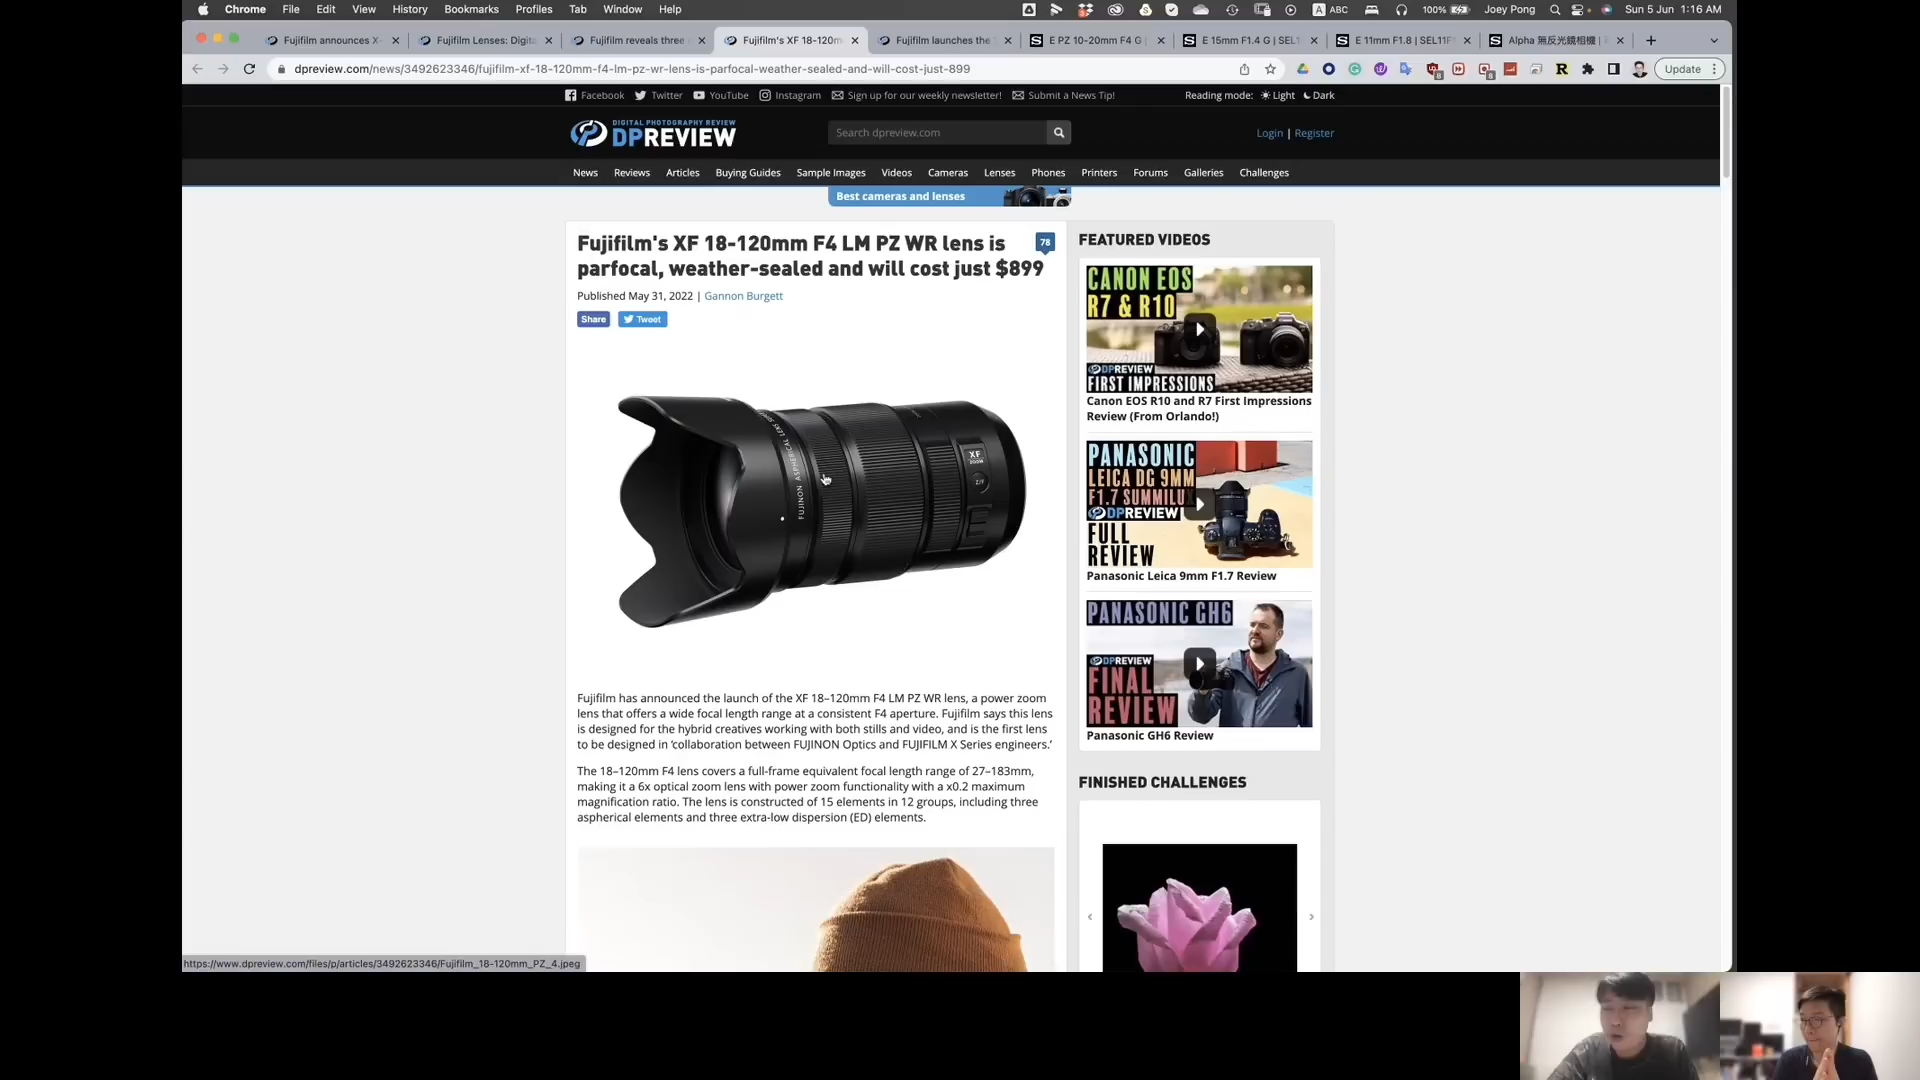 Chrome File Edit View History Bookmarks Profiles Tab Window Help
A ABC 100% Joey Pong Sun 5 Jun 1:16 AM
Fujifilm announces X-
Fujifilm Lenses: Digita
Fujifilm reveals three
Fujifilm's XF 18-120m
Fujifilm launches the
E PZ 10-20mm F4 G |
E 15mm F1.4 G | SEL1
E 11mm F1.8 | SEL11F
Alpha 無反光鏡相機 |
dpreview.com/news/3492623346/fujifilm-xf-18-120mm-f4-lm-pz-wr-lens-is-parfocal-weather-sealed-and-will-cost-just-899
Update
Facebook Twitter YouTube Instagram Sign up for our weekly newsletter! Submit a News Tip! Reading mode: Light Dark
DIGITAL PHOTOGRAPHY REVIEW
DPREVIEW
Search dpreview.com
Login | Register
News Reviews Articles Buying Guides Sample Images Videos Cameras Lenses Phones Printers Forums Galleries Challenges
Best cameras and lenses
Fujifilm's XF 18-120mm F4 LM PZ WR lens is
parfocal, weather-sealed and will cost just $899
78
Published May 31, 2022 | Gannon Burgett
Share Tweet
FUJINON ASPHERICAL LENS
XF
ZOOM
Z/F
Fujifilm has announced the launch of the XF 18–120mm F4 LM PZ WR lens, a power zoom
lens that offers a wide focal length range at a consistent F4 aperture. Fujifilm says this lens
is designed for the hybrid creatives working with both stills and video, and is the first lens
to be designed in 'collaboration between FUJINON Optics and FUJIFILM X Series engineers.'
The 18–120mm F4 lens covers a full-frame equivalent focal length range of 27–183mm,
making it a 6x optical zoom lens with power zoom functionality with a x0.2 maximum
magnification ratio. The lens is constructed of 15 elements in 12 groups, including three
aspherical elements and three extra-low dispersion (ED) elements.
FEATURED VIDEOS
CANON EOS
R7 & R10
DPREVIEW
FIRST IMPRESSIONS
Canon EOS R10 and R7 First Impressions
Review (From Orlando!)
PANASONIC
LEICA DG 9MM
F1.7 SUMMILU
DPREVIEW
FULL
REVIEW
Panasonic Leica 9mm F1.7 Review
PANASONIC GH6
DPREVIEW
FINAL
REVIEW
Panasonic GH6 Review
FINISHED CHALLENGES
https://www.dpreview.com/files/p/articles/3492623346/Fujifilm_18-120mm_PZ_4.jpeg